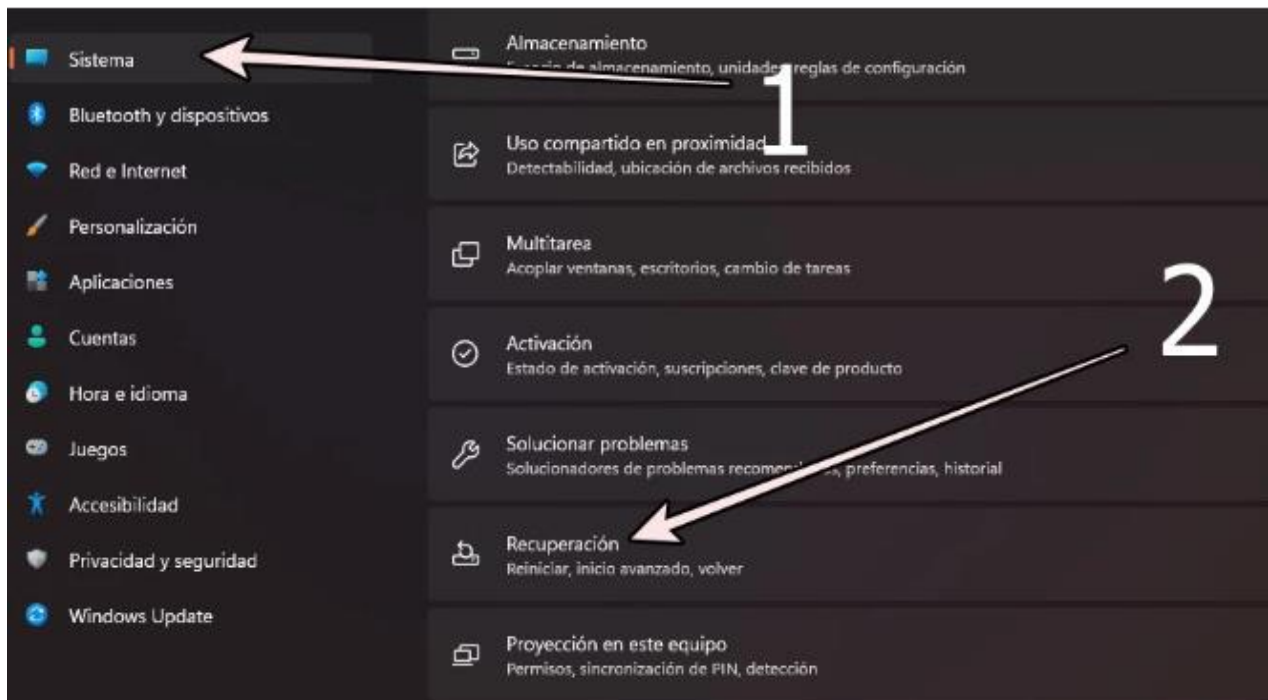 Sistema
Bluetooth y dispositivos
Red e Internet
Personalización
Aplicaciones
Cuentas
Hora e idioma
Juegos
Accesibilidad
Privacidad y seguridad
Windows Update
Almacenamiento
de almacenamiento, unidades, reglas de configuración
1
Uso compartido en proximidad
Detectabilidad, ubicación de archivos recibidos
Multitarea
Acoplar ventanas, escritorios, cambio de tareas
2
Activación
Estado de activación, suscripciones, clave de producto
Solucionar problemas
Solucionadores de problemas preferencias, historial
Recuperación
Reiniciar, inicio avanzado, volver
Proyección en este equipo
Permisos, sincronización de PIN, detección